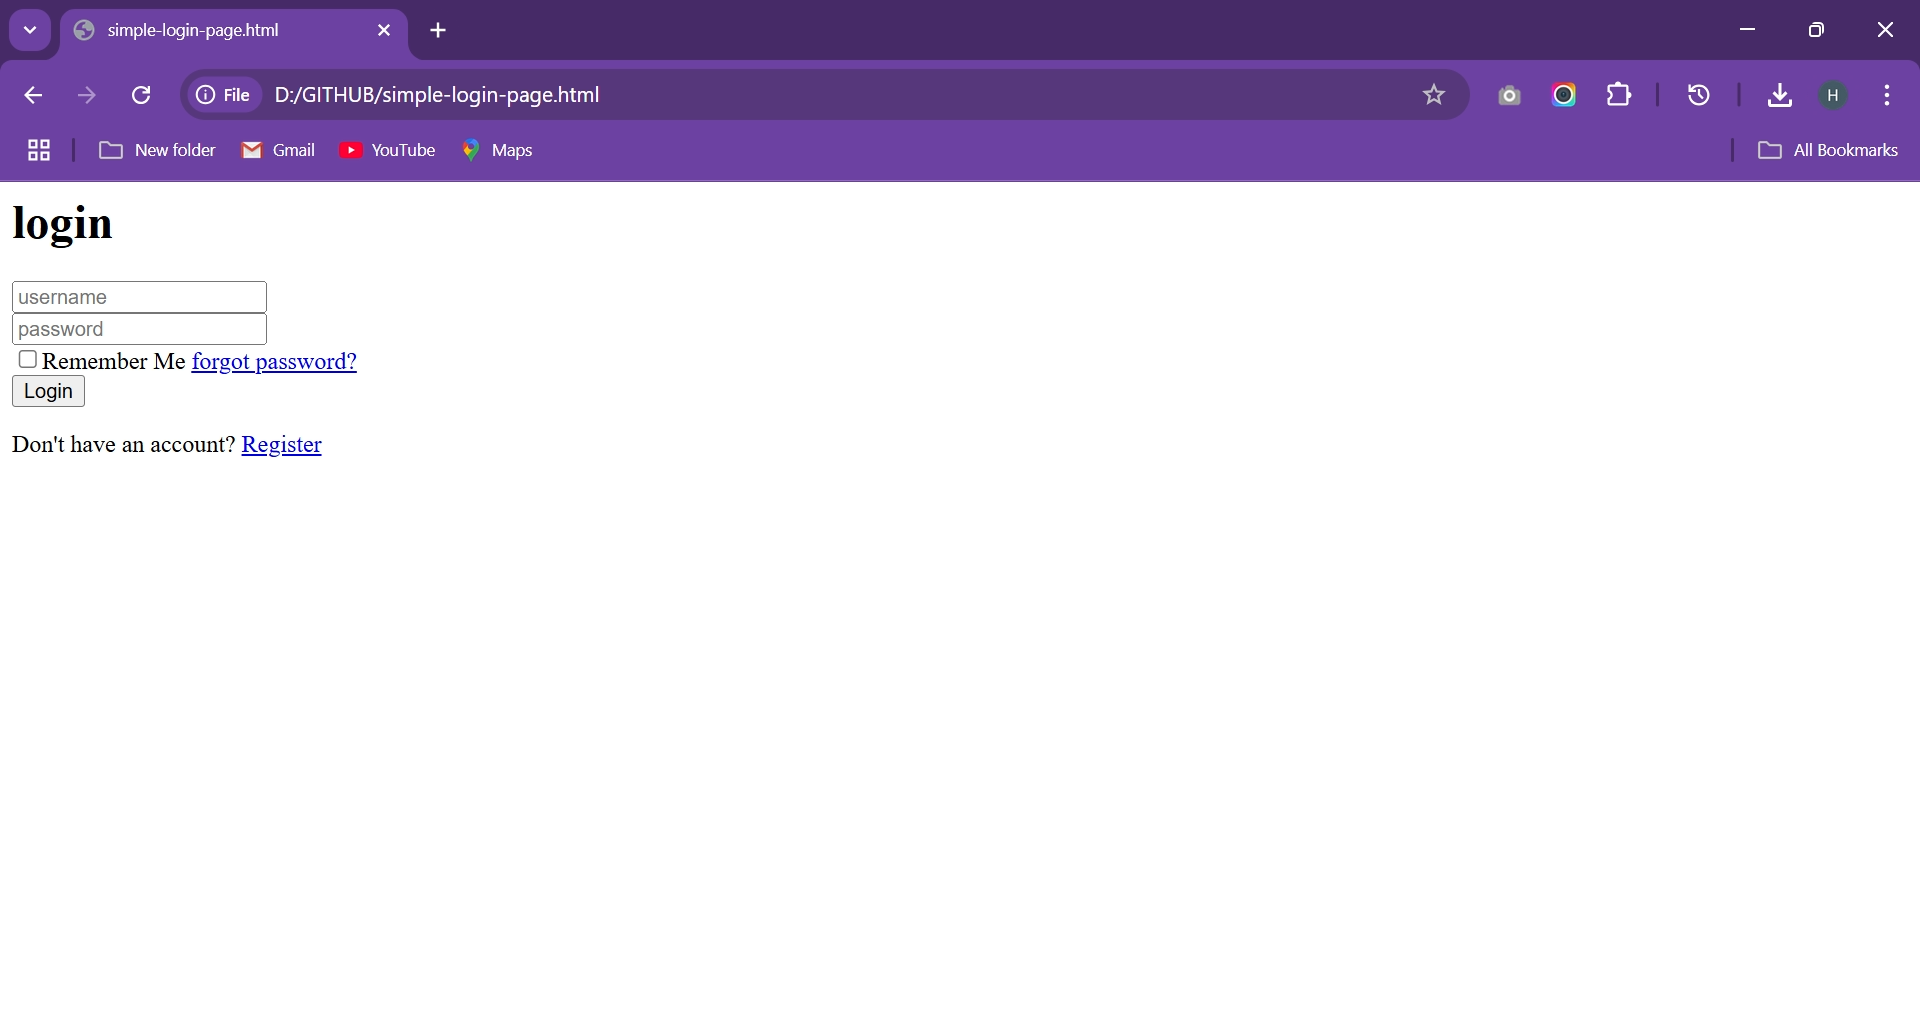 simple-login-page.html
File D:/GITHUB/simple-login-page.html H
New folder Gmail YouTube Maps All Bookmarks
login
username
password
Remember Me forgot password?
Login
Don't have an account? Register